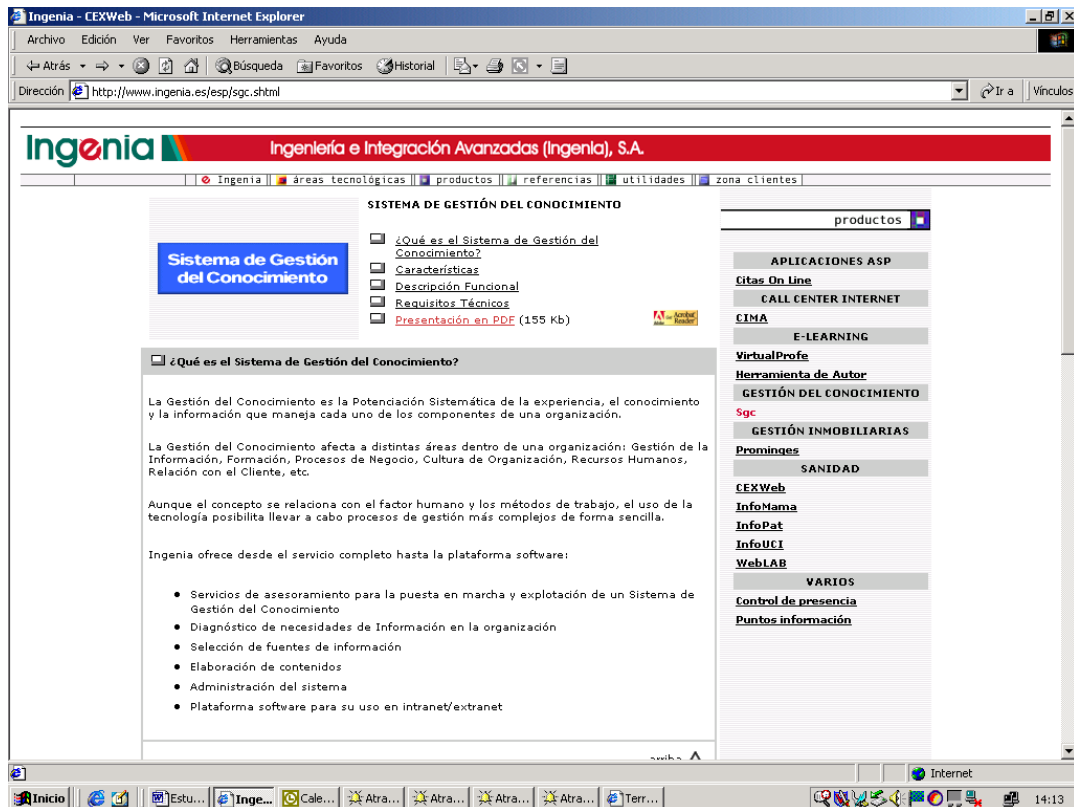 Ingenia - CEXWeb - Microsoft Internet Explorer
Archivo Edición Ver Favoritos Herramientas Ayuda
Atrás Búsqueda Favoritos Historial
Dirección http://www.ingenia.es/esp/sgc.shtml Ir a Vínculos
Ingenia Ingeniería e Integración Avanzadas (Ingenia), S.A.
Ingenia áreas tecnológicas productos referencias utilidades zona clientes
Sistema de Gestión
del Conocimiento
SISTEMA DE GESTIÓN DEL CONOCIMIENTO
¿Qué es el Sistema de Gestión del
Conocimiento?
Características
Descripción Funcional
Requisitos Técnicos
Presentación en PDF (155 Kb)
¿Qué es el Sistema de Gestión del Conocimiento?
La Gestión del Conocimiento es la Potenciación Sistemática de la experiencia, el conocimiento
y la información que maneja cada uno de los componentes de una organización.
La Gestión del Conocimiento afecta a distintas áreas dentro de una organización: Gestión de la
Información, Formación, Procesos de Negocio, Cultura de Organización, Recursos Humanos,
Relación con el Cliente, etc.
Aunque el concepto se relaciona con el factor humano y los métodos de trabajo, el uso de la
tecnología posibilita llevar a cabo procesos de gestión más complejos de forma sencilla.
Ingenia ofrece desde el servicio completo hasta la plataforma software:
Servicios de asesoramiento para la puesta en marcha y explotación de un Sistema de
Gestión del Conocimiento
Diagnóstico de necesidades de Información en la organización
Selección de fuentes de información
Elaboración de contenidos
Administración del sistema
Plataforma software para su uso en intranet/extranet
productos
APLICACIONES ASP
Citas On Line
CALL CENTER INTERNET
CIMA
E-LEARNING
VirtualProfe
Herramienta de Autor
GESTIÓN DEL CONOCIMIENTO
Sgc
GESTIÓN INMOBILIARIAS
Prominges
SANIDAD
CEXWeb
InfoMama
InfoPat
InfoUCI
WebLAB
VARIOS
Control de presencia
Puntos información
Internet
Inicio Estu... Inge... Cale... Atra... Atra... Atra... Atra... Terr... 14:13